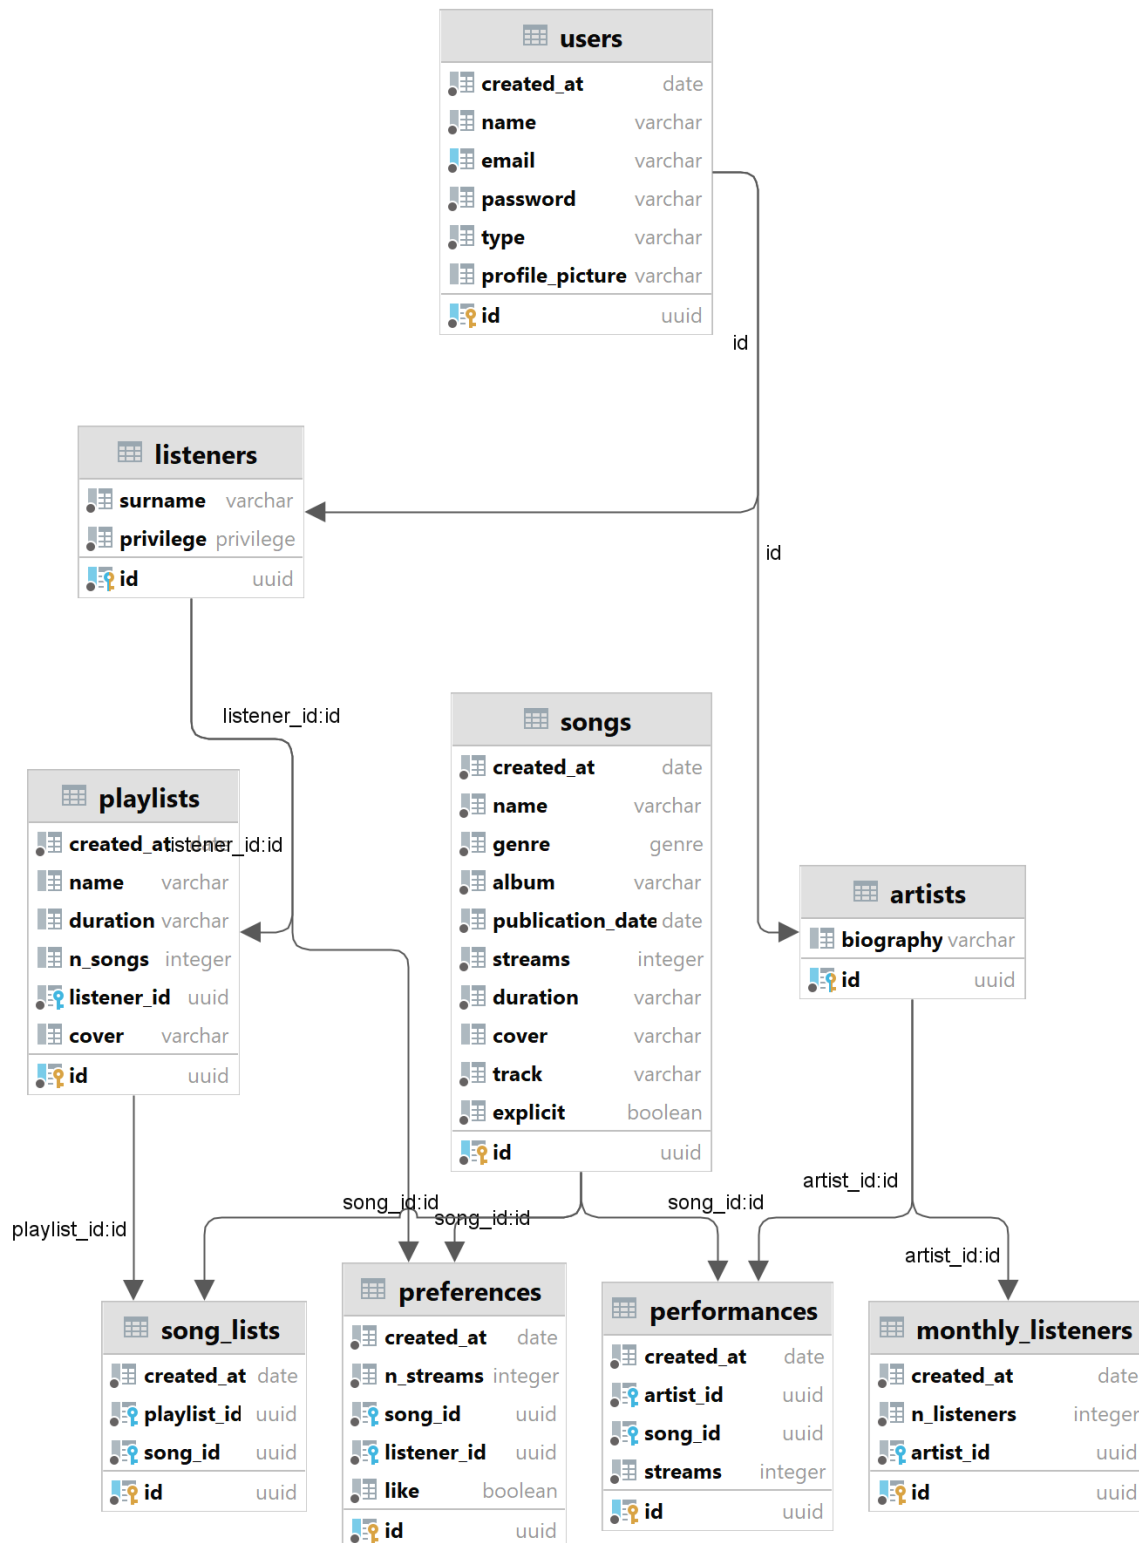 users
created_at date
name varchar
email varchar
password varchar
type varchar
profile_picture varchar
id uuid
id
listeners
surname varchar
privilege privilege
id uuid
id
listener_id:id
songs
created_at date
name varchar
genre genre
album varchar
publication_date date
streams integer
duration varchar
cover varchar
track varchar
explicit boolean
id uuid
playlists
created_at date
listener_id:id
name varchar
duration varchar
n_songs integer
listener_id uuid
cover varchar
id uuid
artists
biography varchar
id uuid
playlist_id:id
song_id:id
song_id:id
song_id:id
artist_id:id
artist_id:id
song_lists
created_at date
playlist_id uuid
song_id uuid
id uuid
preferences
created_at date
n_streams integer
song_id uuid
listener_id uuid
like boolean
id uuid
performances
created_at date
artist_id uuid
song_id uuid
streams integer
id uuid
monthly_listeners
created_at date
n_listeners integer
artist_id uuid
id uuid